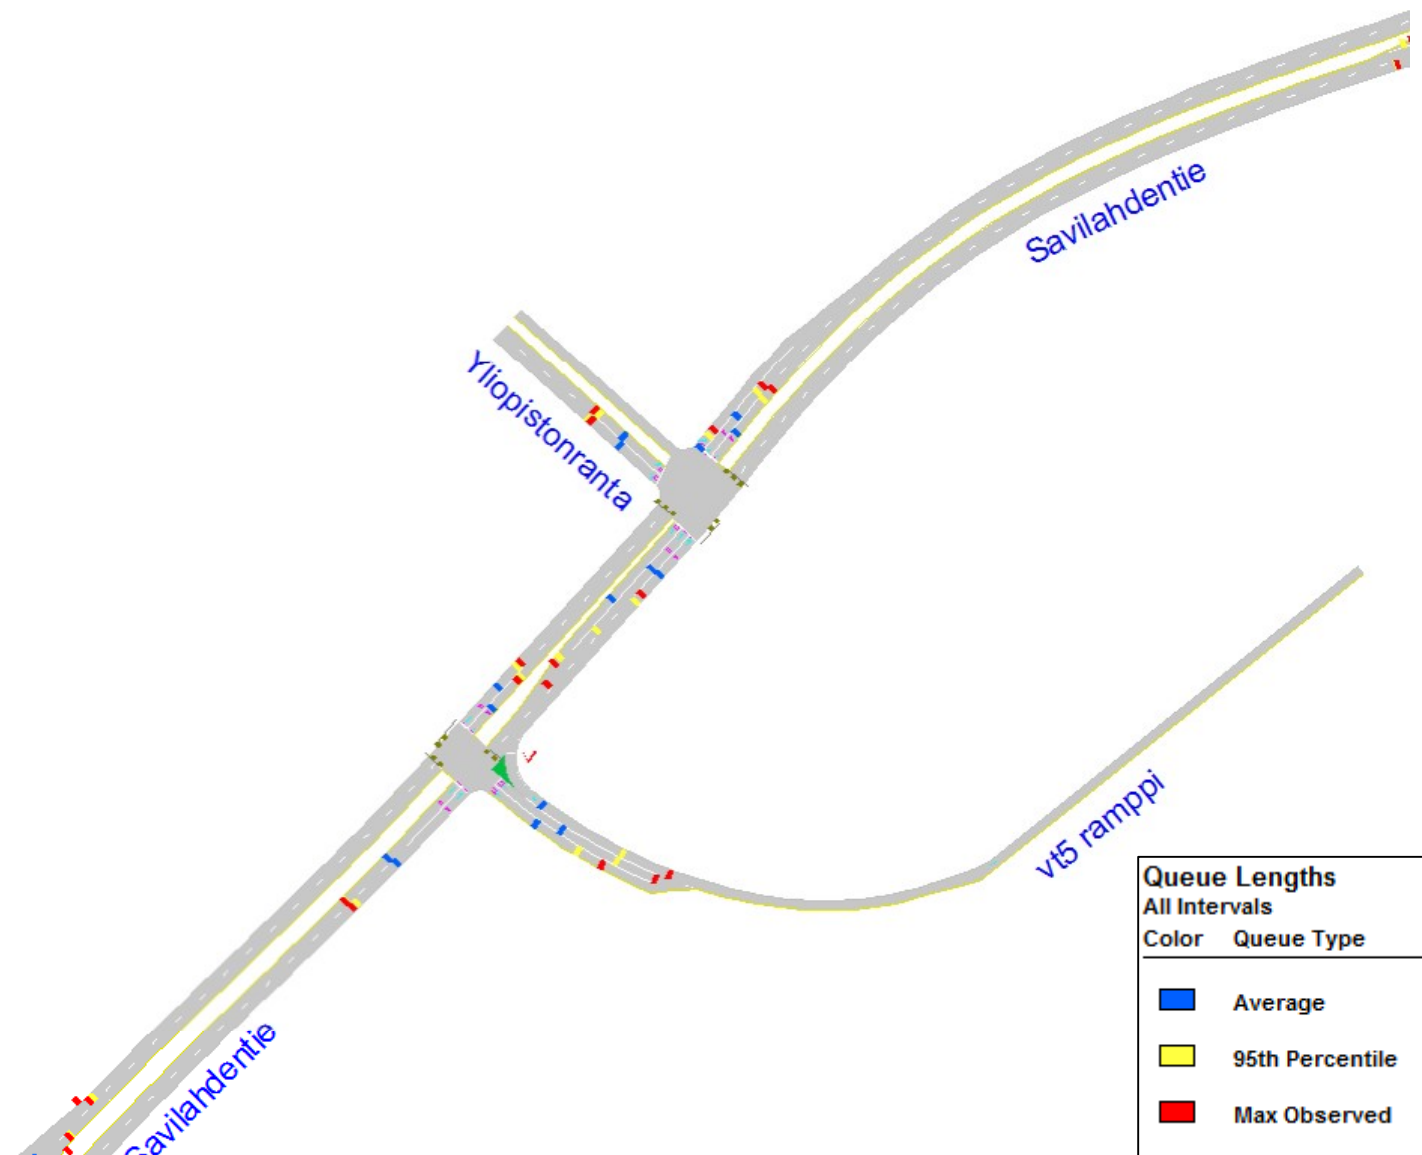 Savilahdentie
Yliopistonranta
vt5 ramppi
Savilahdentie
Queue Lengths
All Intervals
Color Queue Type
Average
95th Percentile
Max Observed